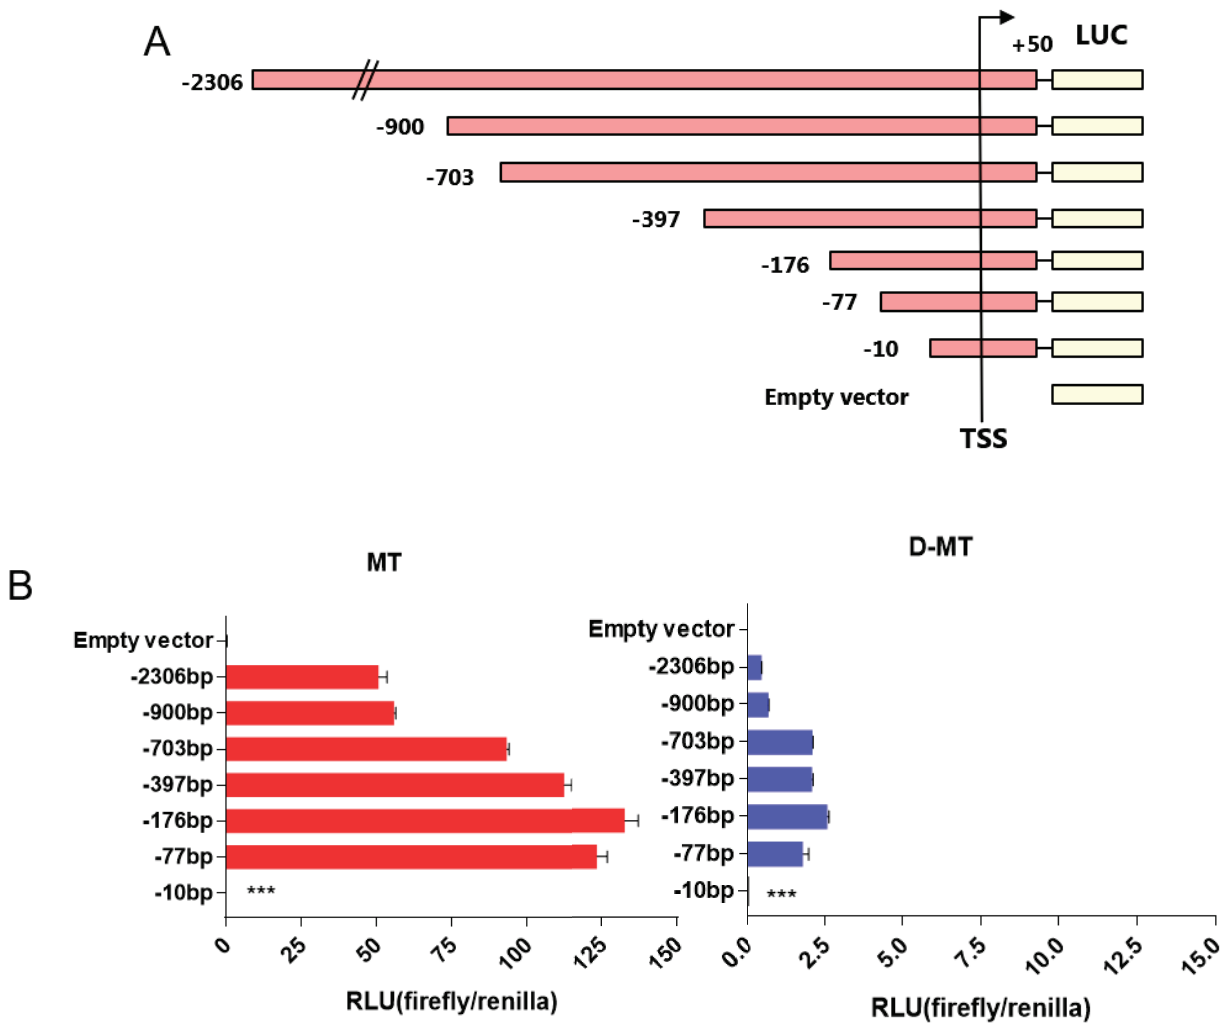 A
+50 LUC
-2306
-900
-703
-397
-176
-77
-10
Empty vector
TSS
B
MT
Empty vector
-2306bp
-900bp
-703bp
-397bp
-176bp
-77bp
-10bp ***
0 25 50 75 100 125 150
RLU(firefly/renilla)
D-MT
Empty vector
-2306bp
-900bp
-703bp
-397bp
-176bp
-77bp
-10bp ***
0.0 2.5 5.0 7.5 10.0 12.5 15.0
RLU(firefly/renilla)